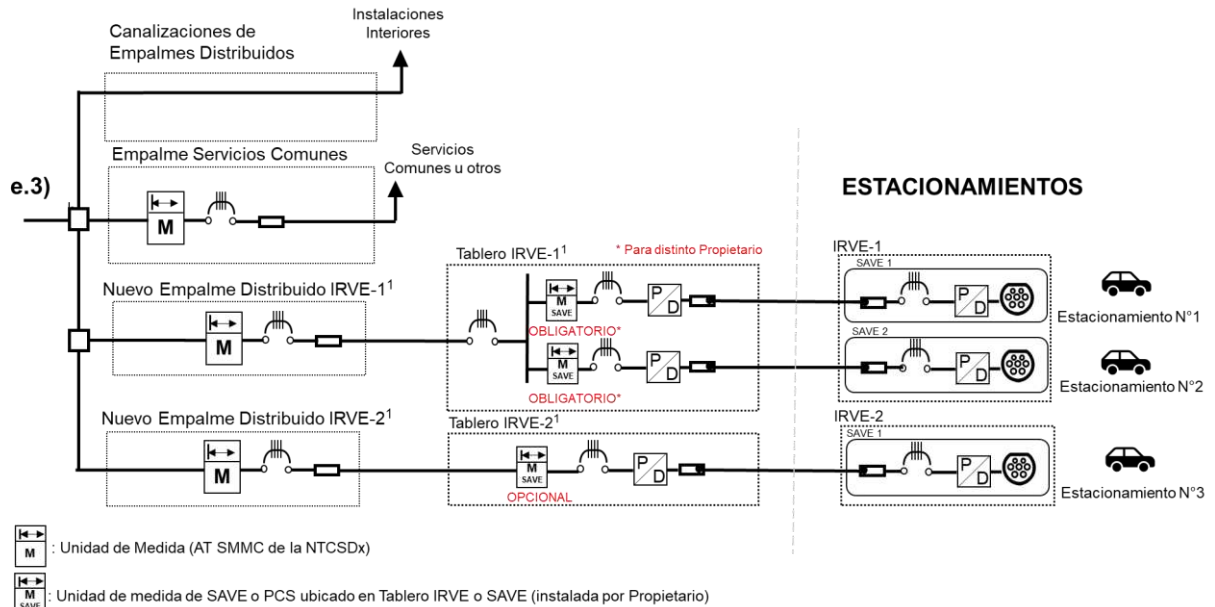 Instalaciones
Interiores
Canalizaciones de
Empalmes Distribuidos
Empalme Servicios Comunes
Servicios
Comunes u otros
e.3)
M
ESTACIONAMIENTOS
Tablero IRVE-1¹
* Para distinto Propietario
IRVE-1
SAVE 1
Nuevo Empalme Distribuido IRVE-1¹
M
M
SAVE
P
D
P
D
OBLIGATORIO*
Estacionamiento N°1
SAVE 2
M
SAVE
P
D
P
D
OBLIGATORIO*
Estacionamiento N°2
Nuevo Empalme Distribuido IRVE-2¹
Tablero IRVE-2¹
IRVE-2
SAVE 1
M
M
SAVE
P
D
P
D
OPCIONAL
Estacionamiento N°3
M
: Unidad de Medida (AT SMMC de la NTCSDx)
M
SAVE
: Unidad de medida de SAVE o PCS ubicado en Tablero IRVE o SAVE (instalada por Propietario)